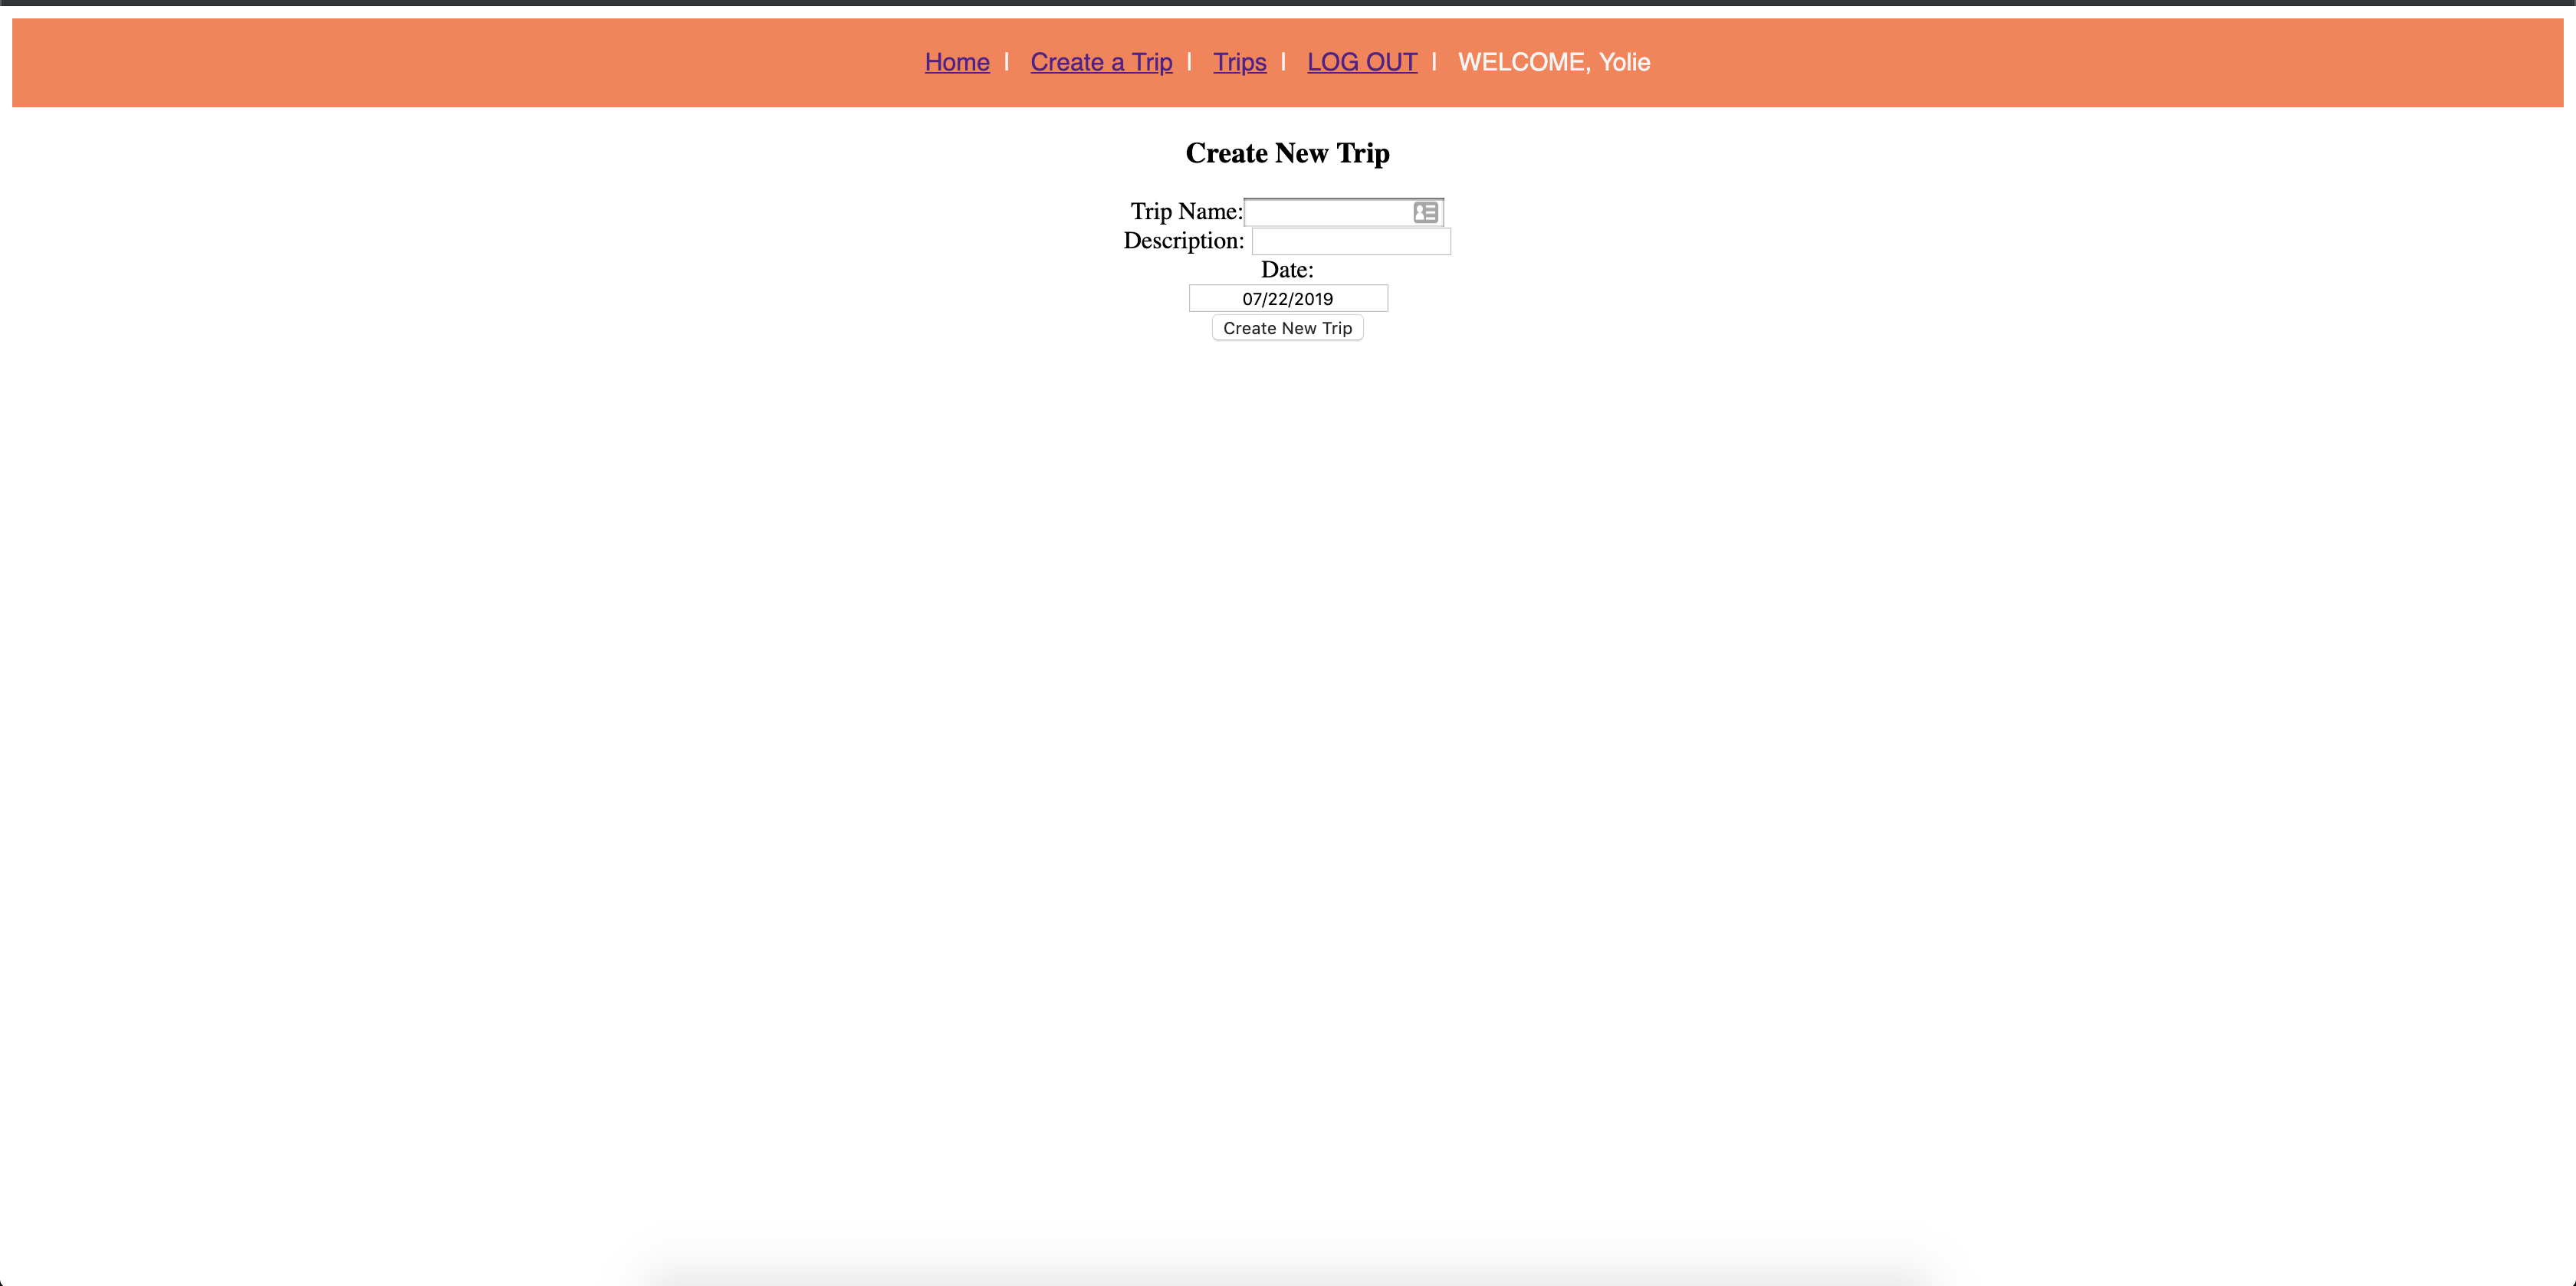 Home | Create a Trip | Trips | LOG OUT | WELCOME, Yolie
Create New Trip
Trip Name:
Description:
Date:
07/22/2019
Create New Trip